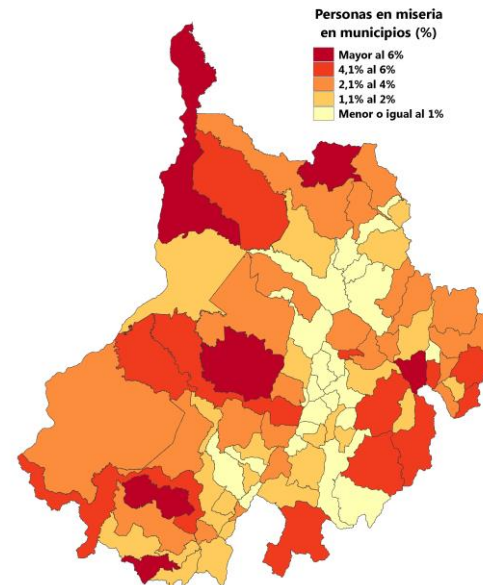 Personas en miseria
en municipios (%)
Mayor al 6%
4,1% al 6%
2,1% al 4%
1,1% al 2%
Menor o igual al 1%